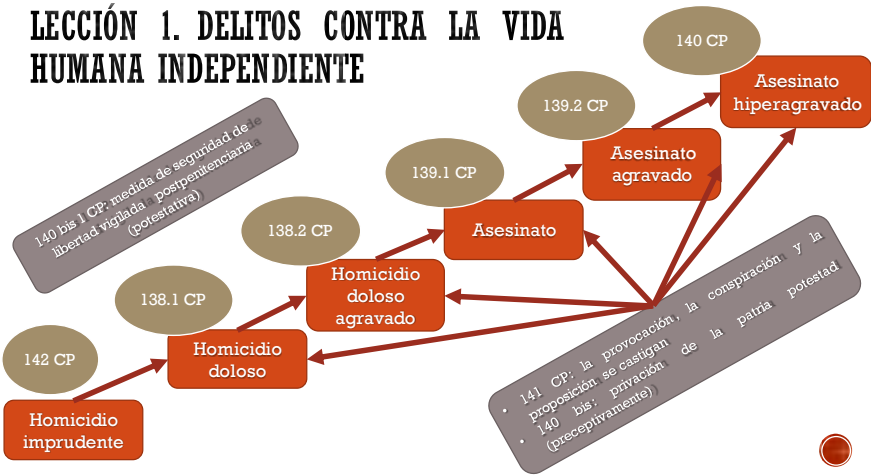 LECCIÓN 1. DELITOS CONTRA LA VIDA
HUMANA INDEPENDIENTE
140 CP
Asesinato
hiperagravado
139.2 CP
Asesinato
agravado
139.1 CP
Asesinato
138.2 CP
Homicidio
doloso
agravado
138.1 CP
Homicidio
doloso
142 CP
Homicidio
imprudente
140 bis 1 CP: medida de seguridad de
libertad vigilada postpenitenciaria
(potestativa)
• 141 CP: la provocación, la conspiración y la
proposición se castigan
• 140 bis: privación de la patria potestad
(preceptivamente)